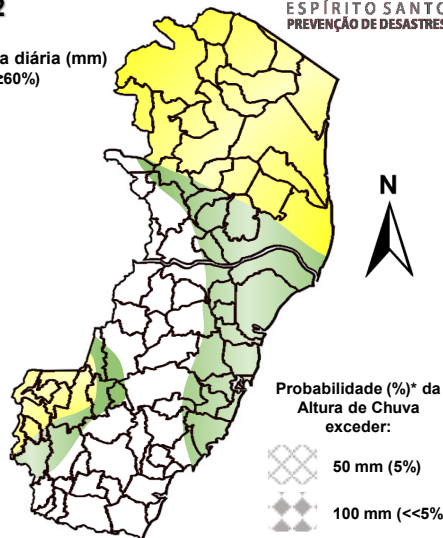 2
ESPÍRITO SANTO
PREVENÇÃO DE DESASTRES
a diária (mm)
≥60%)
N
Probabilidade (%)* da
Altura de Chuva
exceder:
50 mm (5%)
100 mm (<<5%